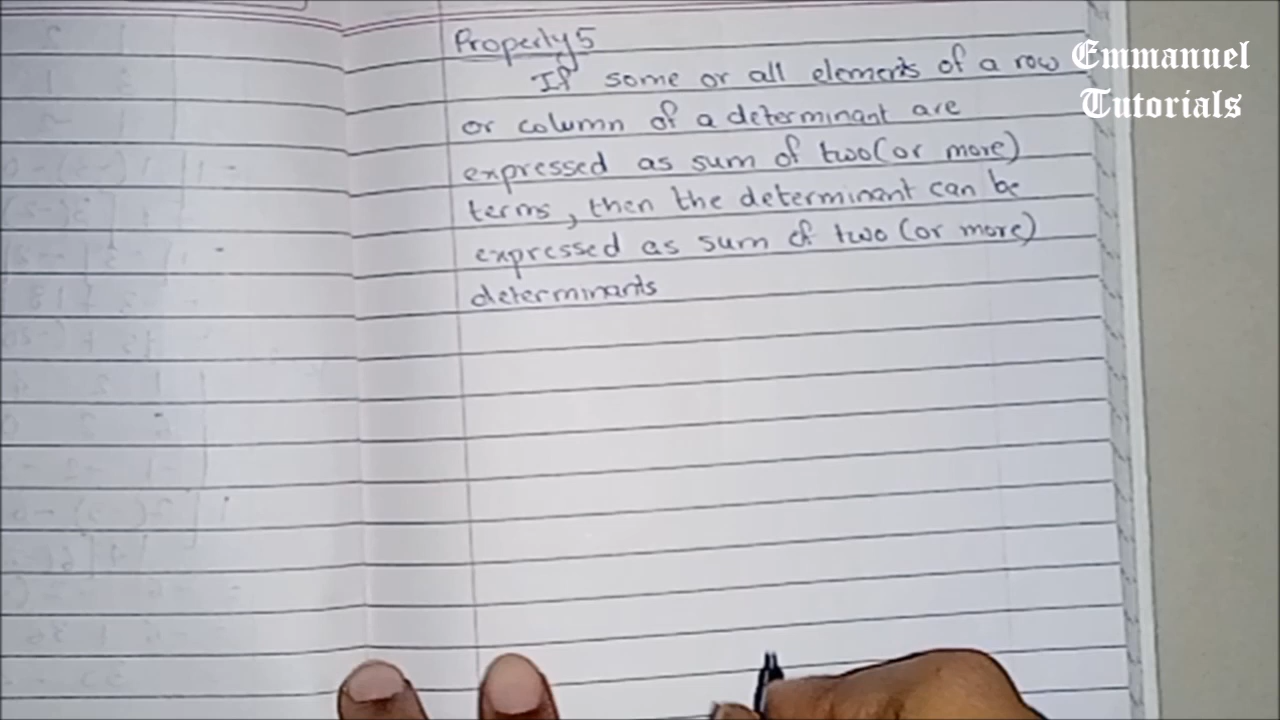 Property 5
If some or all elements of a row
or column of a determinant are
expressed as sum of two (or more)
terms, then the determinant can be
expressed as sum of two (or more)
determinants
Emmanuel
Tutorials